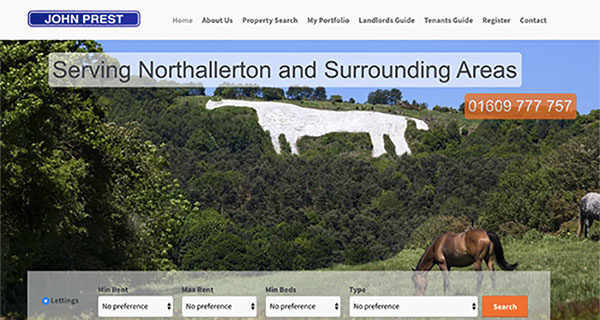 JOHN PREST
Home About Us Property Search My Portfolio Landlords Guide Tenants Guide Register Contact
Serving Northallerton and Surrounding Areas
01609 777 757
Min Rent Max Rent Min Beds Type
Lettings No preference No preference No preference No preference Search